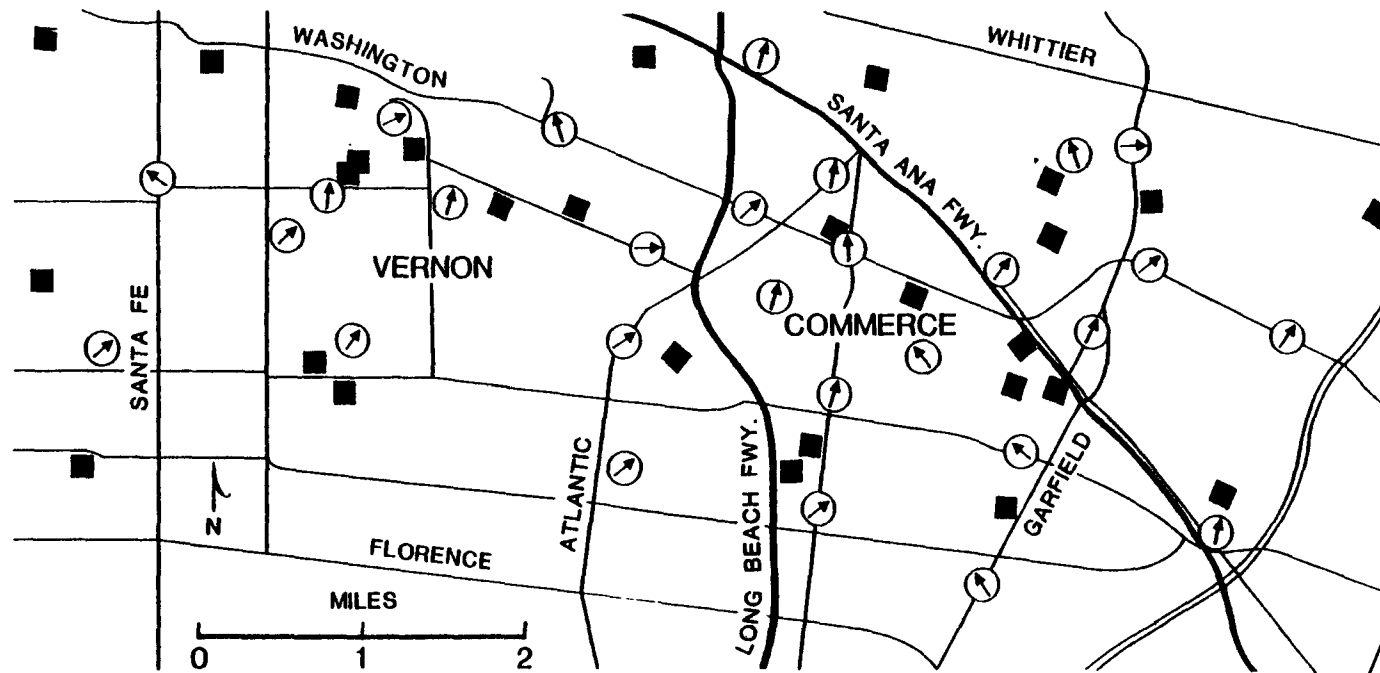 WASHINGTON
WHITTIER
SANTA ANA FWY.
VERNON
COMMERCE
SANTA FE
ATLANTIC
LONG BEACH FWY.
GARFIELD
N
FLORENCE
MILES
0 1 2